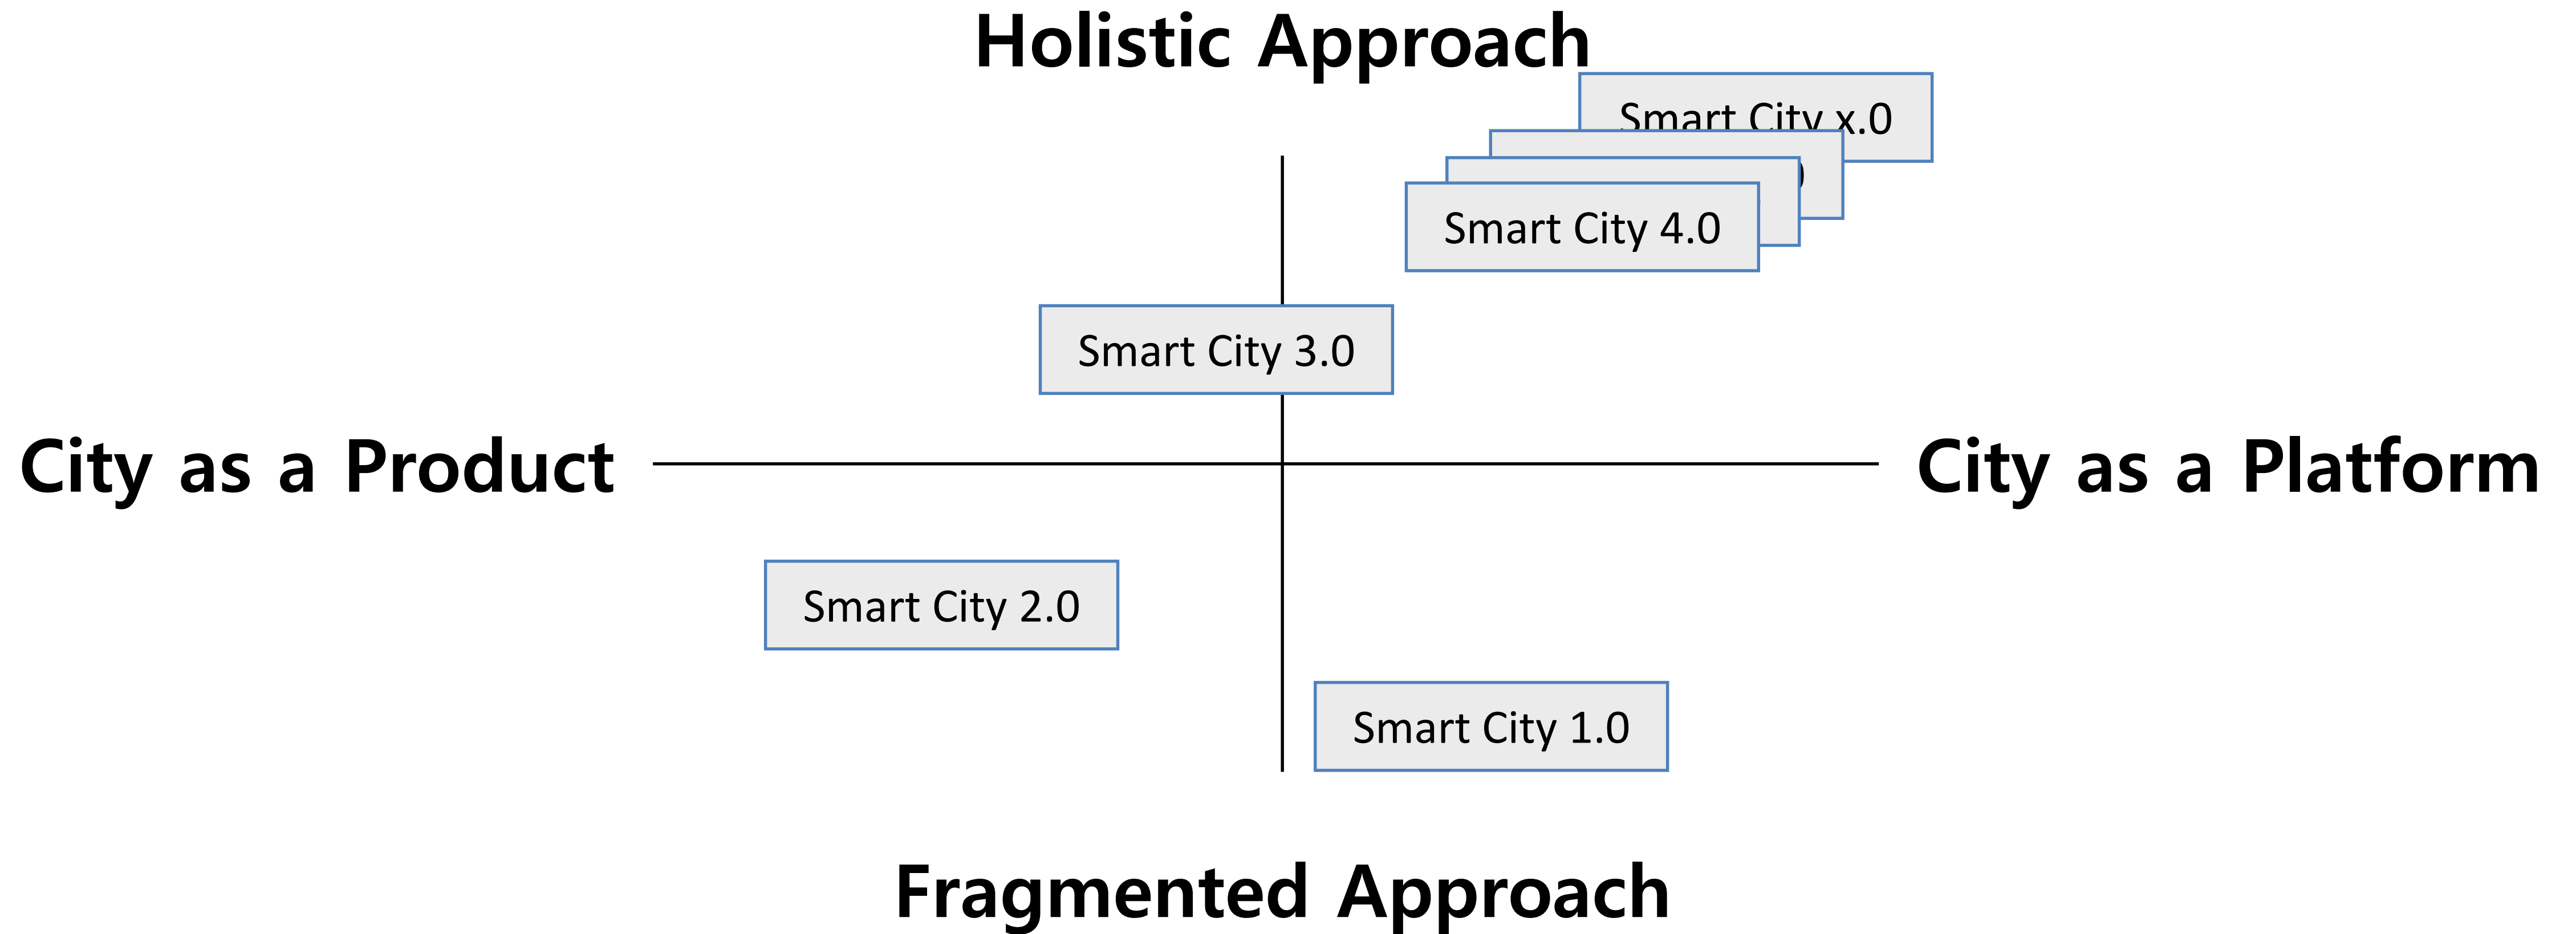 Holistic Approach
Smart City x.0
Smart City 4.0
Smart City 3.0
City as a Product
City as a Platform
Smart City 2.0
Smart City 1.0
Fragmented Approach